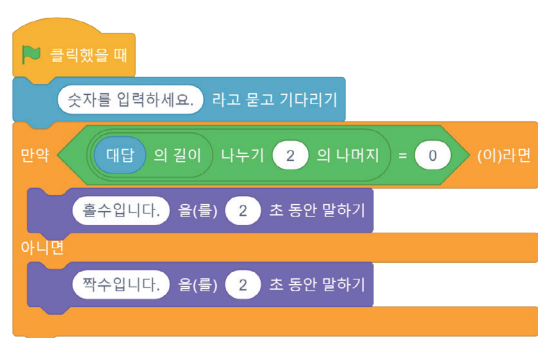 클릭했을 때
숫자를 입력하세요. 라고 묻고 기다리기
만약 대답 의 길이 나누기 2 의 나머지 = 0 (이)라면
홀수입니다. 을(를) 2 초 동안 말하기
아니면
짝수입니다. 을(를) 2 초 동안 말하기